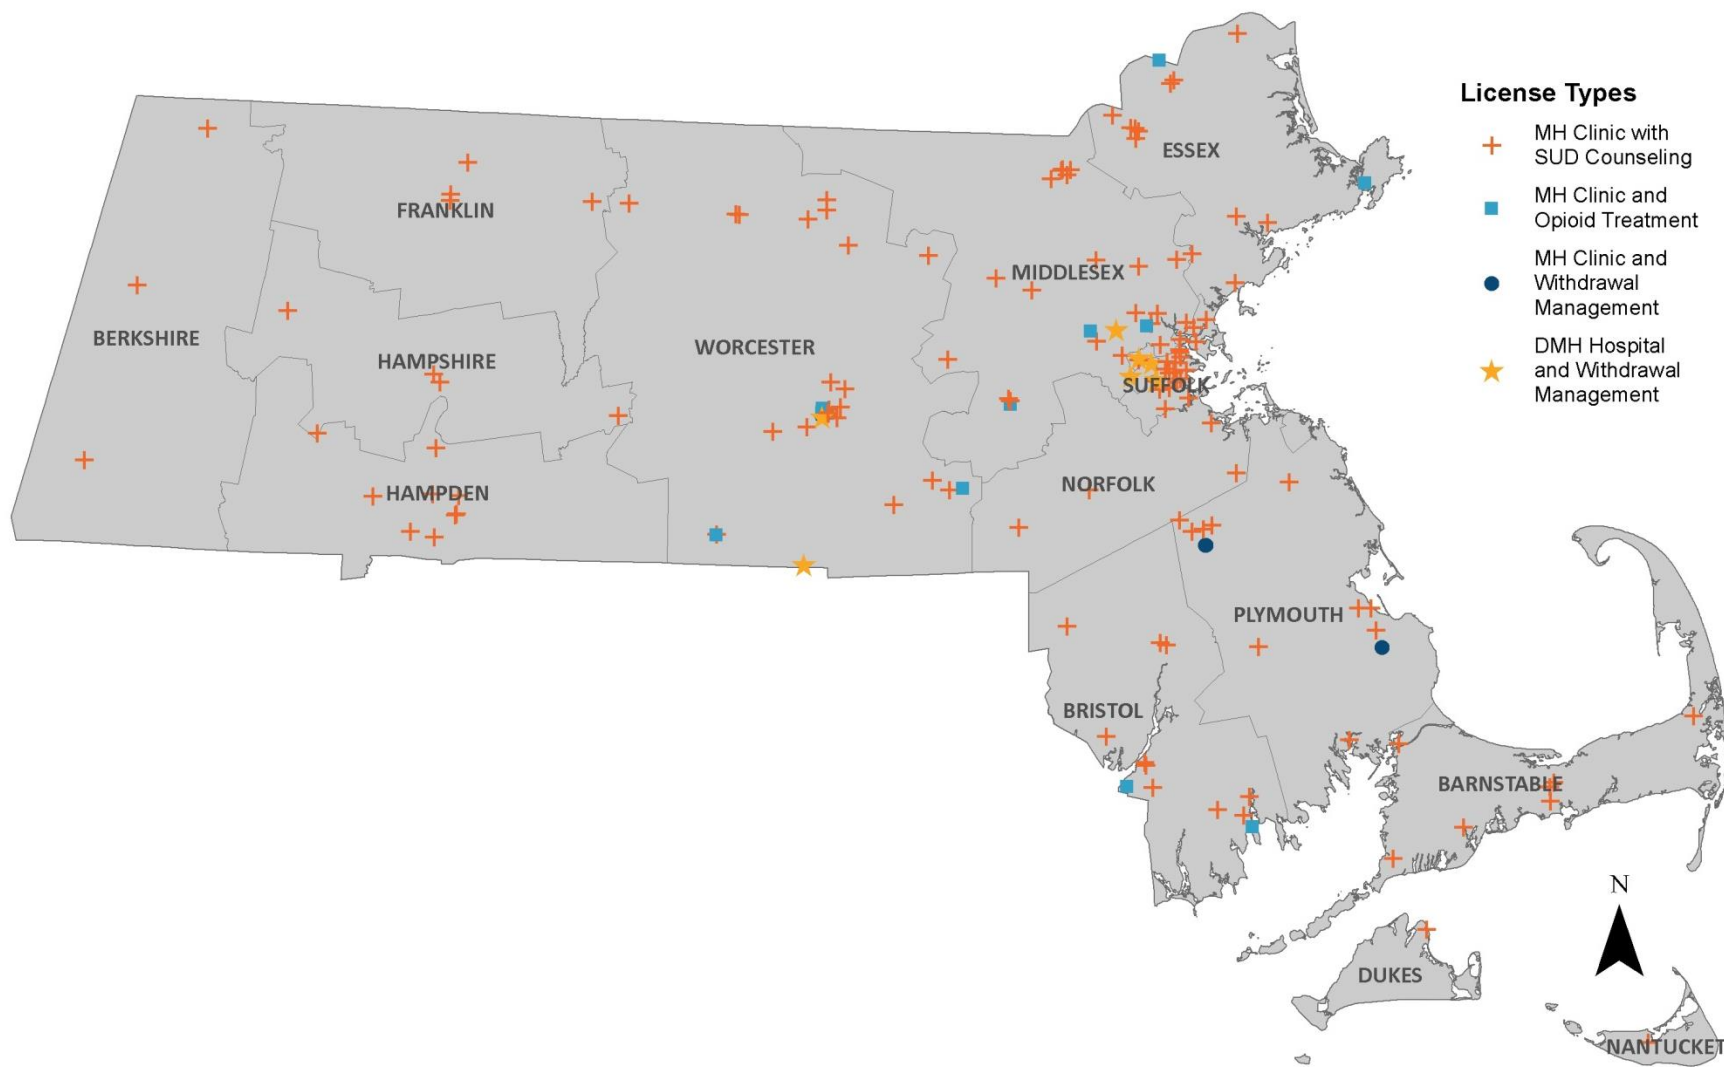 License Types
MH Clinic with
SUD Counseling
MH Clinic and
Opioid Treatment
MH Clinic and
Withdrawal
Management
DMH Hospital
and Withdrawal
Management
ESSEX
FRANKLIN
MIDDLESEX
BERKSHIRE
HAMPSHIRE
WORCESTER
SUFFOLK
HAMPDEN
NORFOLK
PLYMOUTH
BRISTOL
BARNSTABLE
N
DUKES
NANTUCKET